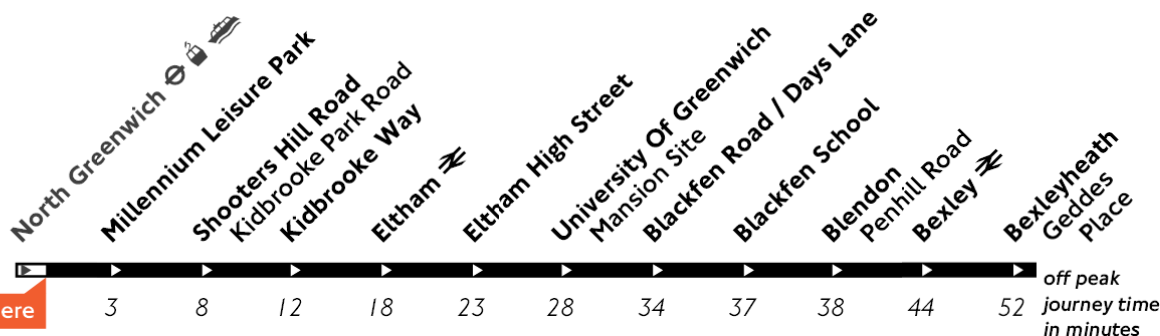 North Greenwich
Millennium Leisure Park
Shooters Hill Road
Kidbrooke Park Road
Kidbrooke Way
Eltham
Eltham High Street
University Of Greenwich
Mansion Site
Blackfen Road / Days Lane
Blackfen School
Blendon
Penhill Road
Bexley
Bexleyheath
Geddes
Place
ere
3 8 12 18 23 28 34 37 38 44 52
off peak
journey time
in minutes